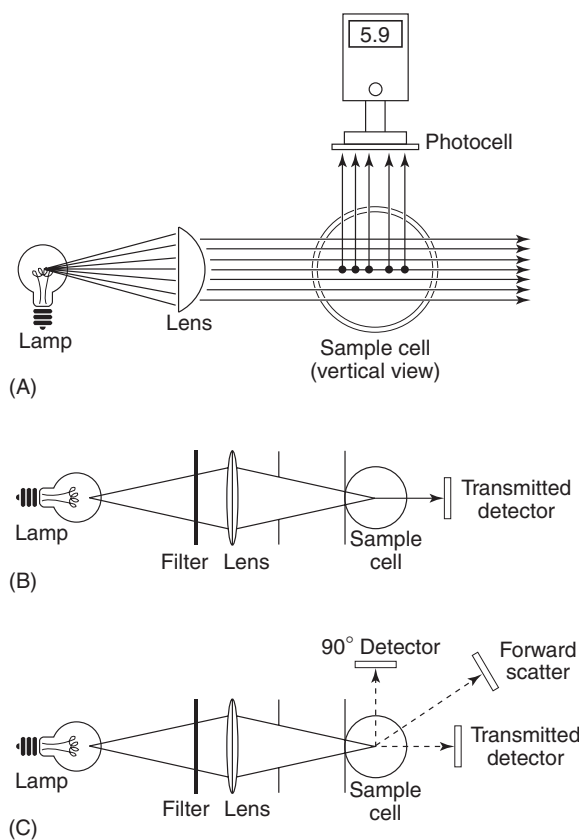 5.9
Photocell
Lens
Lamp
Sample cell
(vertical view)
(A)
Transmitted
detector
Lamp
Filter
Lens
Sample
cell
(B)
90° Detector
Forward
scatter
Transmitted
detector
Lamp
Filter
Lens
Sample
cell
(C)